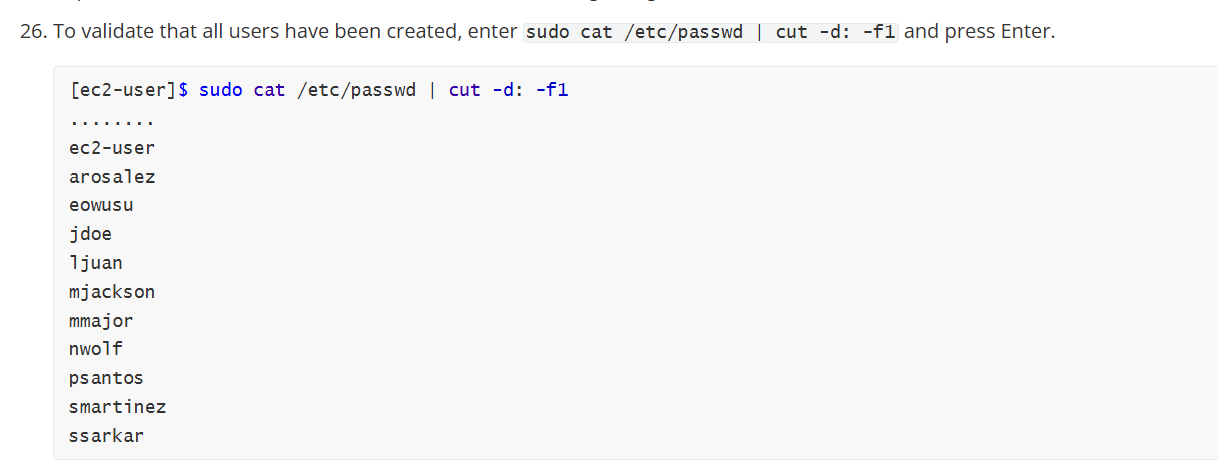 26. To validate that all users have been created, enter sudo cat /etc/passwd | cut -d: -f1 and press Enter.
[ec2-user]$ sudo cat /etc/passwd | cut -d: -f1
........
ec2-user
arosalez
eowusu
jdoe
ljuan
mjackson
mmajor
nwolf
psantos
smartinez
ssarkar